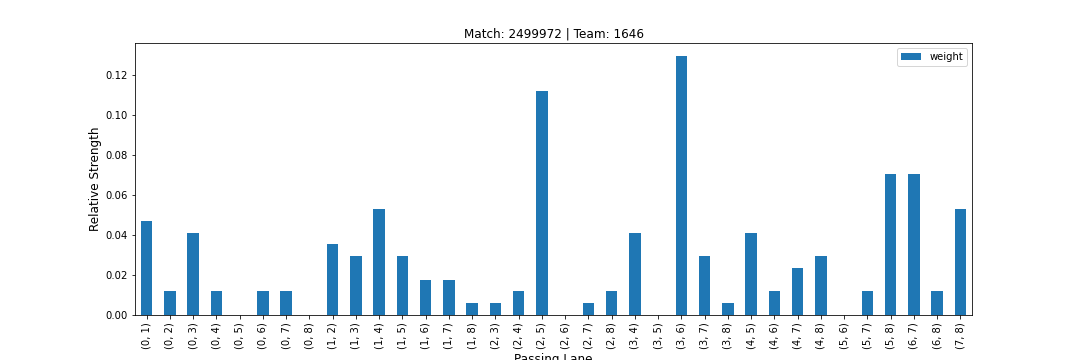 Match: 2499972 | Team: 1646
weight
Relative Strength
0.12
0.10
0.08
0.06
0.04
0.02
0.00
(0, 1) (0, 2) (0, 3) (0, 4) (0, 5) (0, 6) (0, 7) (0, 8) (1, 2) (1, 3) (1, 4) (1, 5) (1, 6) (1, 7) (1, 8) (2, 3) (2, 4) (2, 5) (2, 6) (2, 7) (2, 8) (3, 4) (3, 5) (3, 6) (3, 7) (3, 8) (4, 5) (4, 6) (4, 7) (4, 8) (5, 6) (5, 7) (5, 8) (6, 7) (6, 8) (7, 8)
Passing Lane